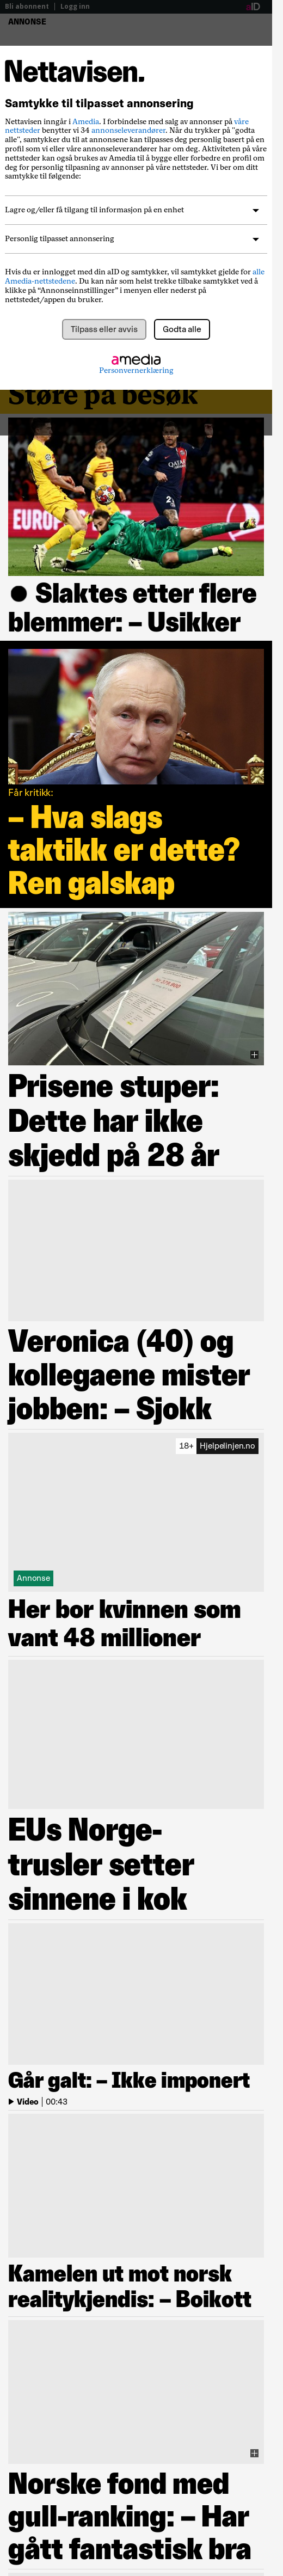 Bli abonnent | Logg inn
aID
ANNONSE
Nettavisen.
Samtykke til tilpasset annonsering
Nettavisen inngår i Amedia. I forbindelse med salg av annonser på våre
nettsteder benytter vi 34 annonseleverandører. Når du trykker på "godta
alle", samtykker du til at annonsene kan tilpasses deg personlig basert på en
profil som vi eller våre annonseleverandører har om deg. Aktiviteten på våre
nettsteder kan også brukes av Amedia til å bygge eller forbedre en profil om
deg for personlig tilpasning av annonser på våre nettsteder. Vi ber om ditt
samtykke til følgende:
Lagre og/eller få tilgang til informasjon på en enhet
Personlig tilpasset annonsering
Hvis du er innlogget med din aID og samtykker, vil samtykket gjelde for alle
Amedia-nettstedene. Du kan når som helst trekke tilbake samtykket ved å
klikke på “Annonseinnstillinger” i menyen eller nederst på
nettstedet/appen du bruker.
Tilpass eller avvis
Godta alle
amedia
Personvernerklæring
Støre på besøk
Slaktes etter flere
blemmer: – Usikker
Får kritikk:
– Hva slags
taktikk er dette?
Ren galskap
Prisene stuper:
Dette har ikke
skjedd på 28 år
Veronica (40) og
kollegaene mister
jobben: – Sjokk
18+ Hjelpelinjen.no
Annonse
Her bor kvinnen som
vant 48 millioner
EUs Norge-
trusler setter
sinnene i kok
Går galt: – Ikke imponert
Video | 00:43
Kamelen ut mot norsk
realitykjendis: – Boikott
Norske fond med
gull-ranking: – Har
gått fantastisk bra